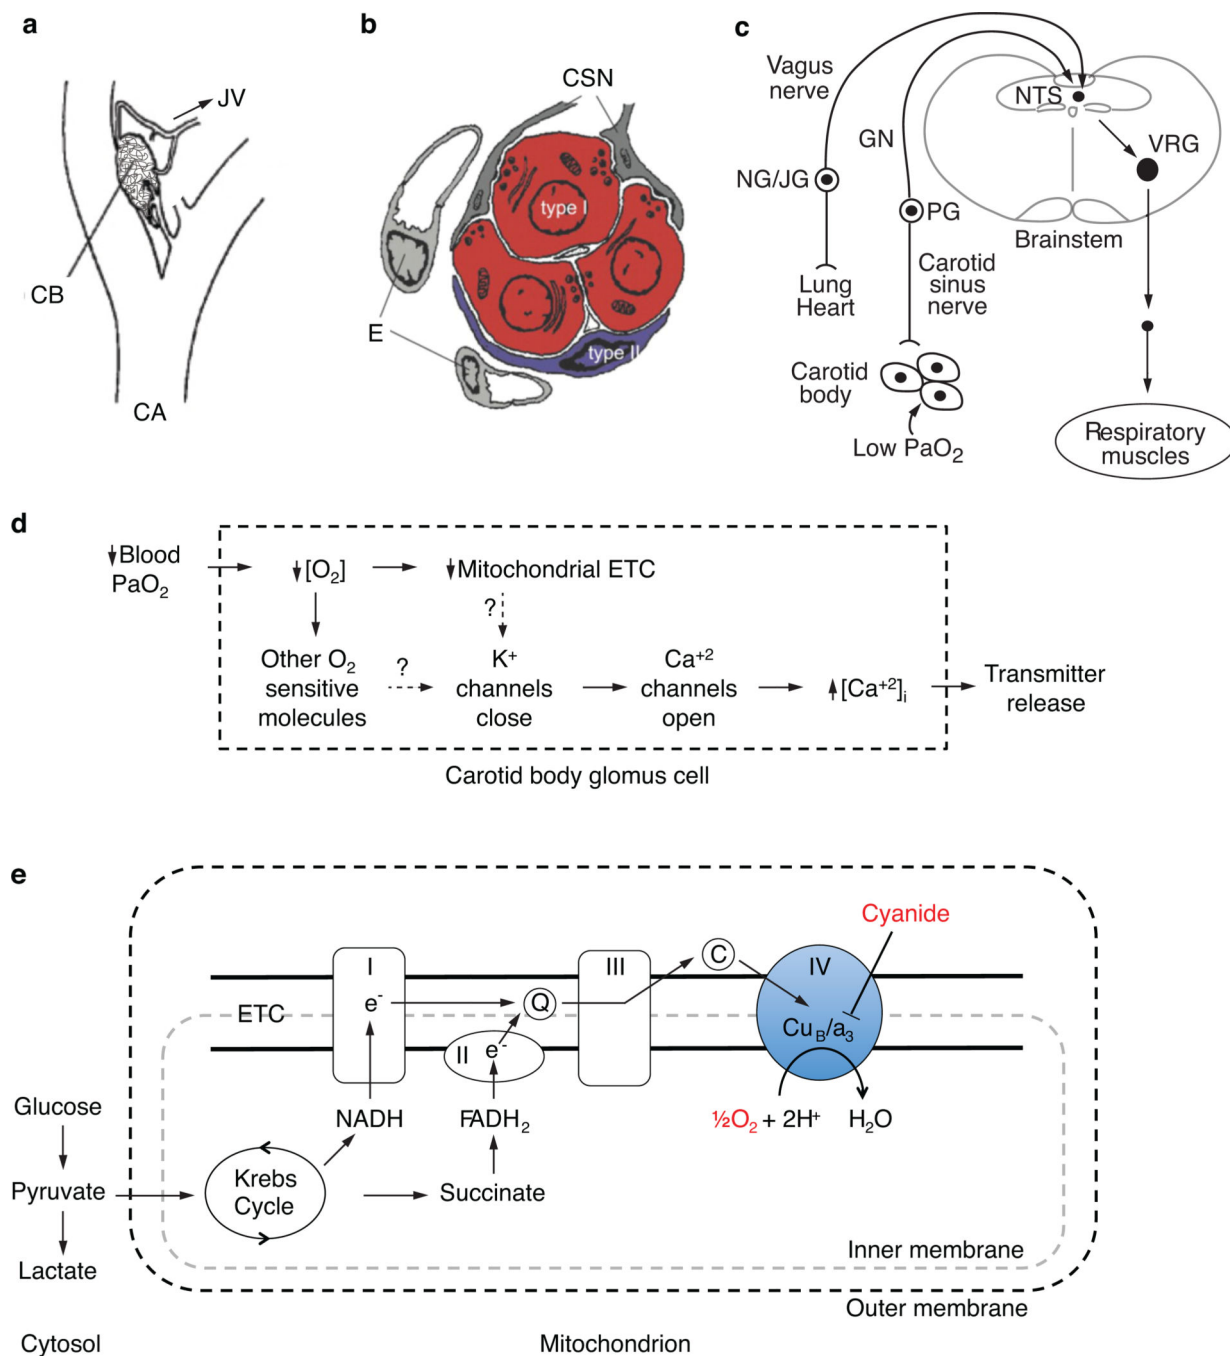 a
JV
CB
CA
b
CSN
type I
E
type II
c
Vagus
nerve
NTS
GN
VRG
NG/JG
PG
Brainstem
Lung
Heart
Carotid
sinus
nerve
Carotid
body
Low PaO₂
Respiratory
muscles
d
↓Blood
PaO₂
↓[O₂]
↓Mitochondrial ETC
?
Other O₂
sensitive
molecules
?
K⁺
channels
close
Ca⁺²
channels
open
↑[Ca⁺²]ᵢ
Transmitter
release
Carotid body glomus cell
e
Cyanide
I
III
C
IV
ETC
e⁻
Q
II
e⁻
Cu_B/a₃
Glucose
NADH
FADH₂
½O₂ + 2H⁺
H₂O
Pyruvate
Krebs
Cycle
Succinate
Lactate
Inner membrane
Outer membrane
Cytosol
Mitochondrion